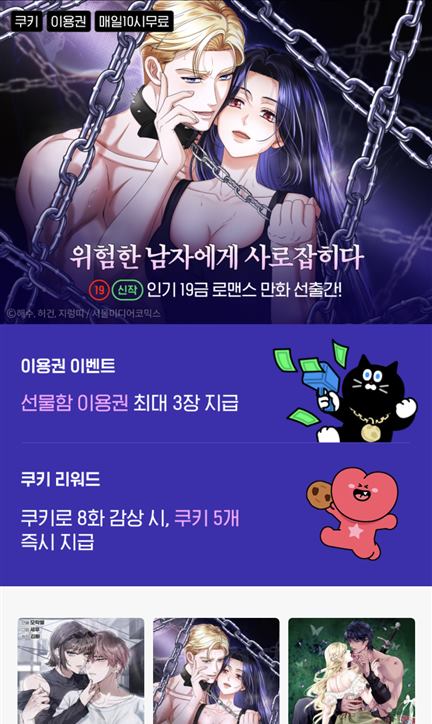 쿠키 이용권 매일10시무료
위험한 남자에게 사로잡히다
19 신작 인기 19금 로맨스 만화 선출간!
ⓒ해수, 허건, 지렁띠 / 서울미디어코믹스
이용권 이벤트
선물함 이용권 최대 3장 지급
쿠키 리워드
쿠키로 8화 감상 시, 쿠키 5개
즉시 지급